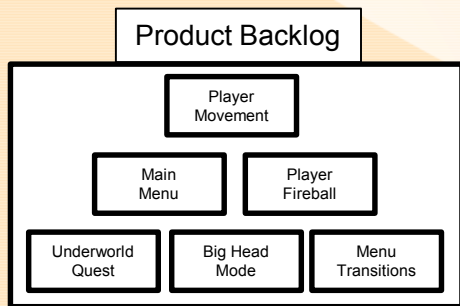 Product Backlog
Player
Movement
Main
Menu
Player
Fireball
Underworld
Quest
Big Head
Mode
Menu
Transitions